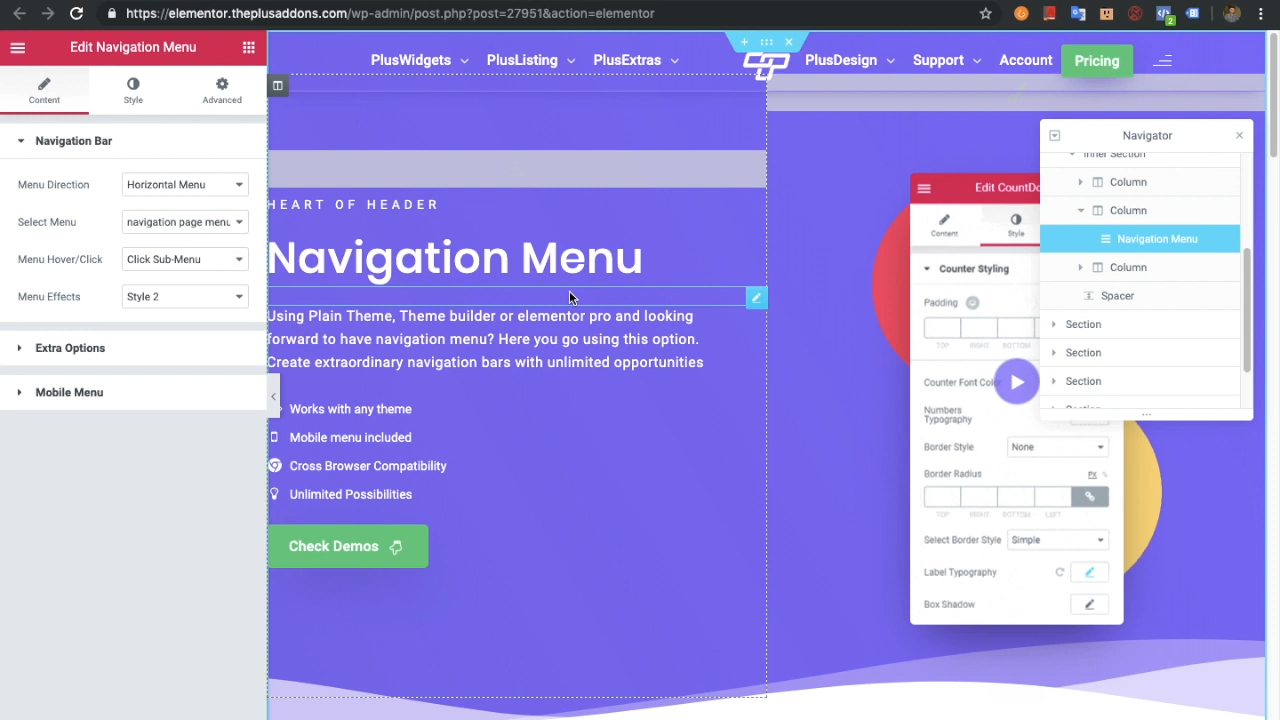 https://elementor.theplusaddons.com/wp-admin/post.php?post=27951&action=elementor
2
Edit Navigation Menu
Content
Style
Advanced
Navigation Bar
Menu Direction
Horizontal Menu
Select Menu
navigation page menu
Menu Hover/Click
Click Sub-Menu
Menu Effects
Style 2
Extra Options
Mobile Menu
PlusWidgets
PlusListing
PlusExtras
PlusDesign
Support
Account
Pricing
HEART OF HEADER
Navigation Menu
Using Plain Theme, Theme builder or elementor pro and looking
forward to have navigation menu? Here you go using this option.
Create extraordinary navigation bars with unlimited opportunities
Works with any theme
Mobile menu included
Cross Browser Compatibility
Unlimited Possibilities
Check Demos
Edit CountDo
Content
Style
Counter Styling
Padding
TOP
RIGHT
BOTTOM
Counter Font Colo
Numbers
Typography
Border Style
None
Border Radius
PX
%
TOP
RIGHT
BOTTOM
LEFT
Select Border Style
Simple
Label Typography
Box Shadow
Navigator
Inner Section
Column
Column
Navigation Menu
Column
Spacer
Section
Section
Section